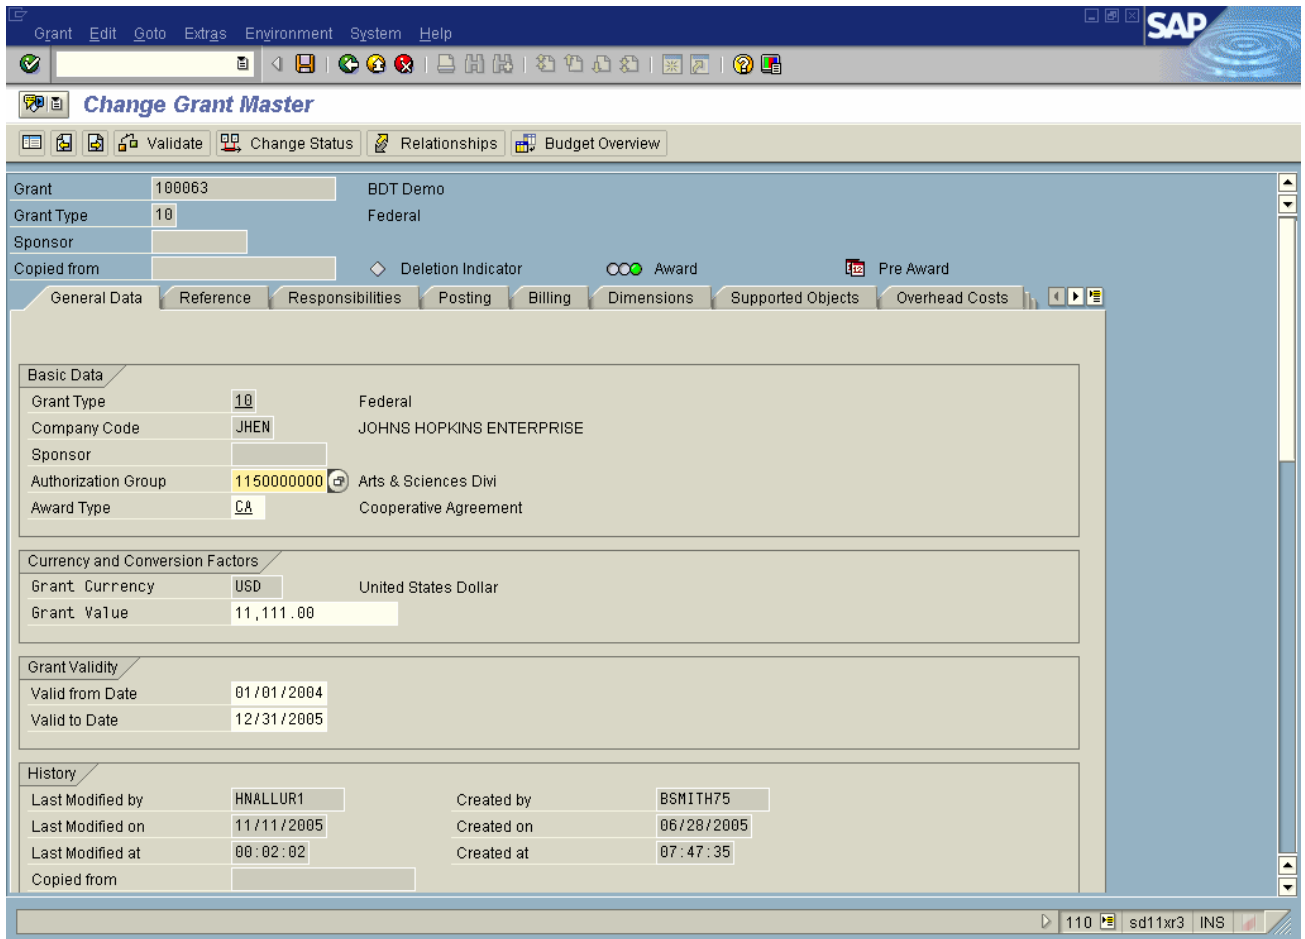 Grant Edit Goto Extras Environment System Help
SAP
Change Grant Master
Validate Change Status Relationships Budget Overview
Grant 100063 BDT Demo
Grant Type 10 Federal
Sponsor
Copied from Deletion Indicator Award 12 Pre Award
General Data Reference Responsibilities Posting Billing Dimensions Supported Objects Overhead Costs
Basic Data
Grant Type 10 Federal
Company Code JHEN JOHNS HOPKINS ENTERPRISE
Sponsor
Authorization Group 1150000000 Arts & Sciences Divi
Award Type CA Cooperative Agreement
Currency and Conversion Factors
Grant Currency USD United States Dollar
Grant Value 11,111.00
Grant Validity
Valid from Date 01/01/2004
Valid to Date 12/31/2005
History
Last Modified by HNALLUR1 Created by BSMITH75
Last Modified on 11/11/2005 Created on 06/28/2005
Last Modified at 00:02:02 Created at 07:47:35
Copied from
110 sd11xr3 INS